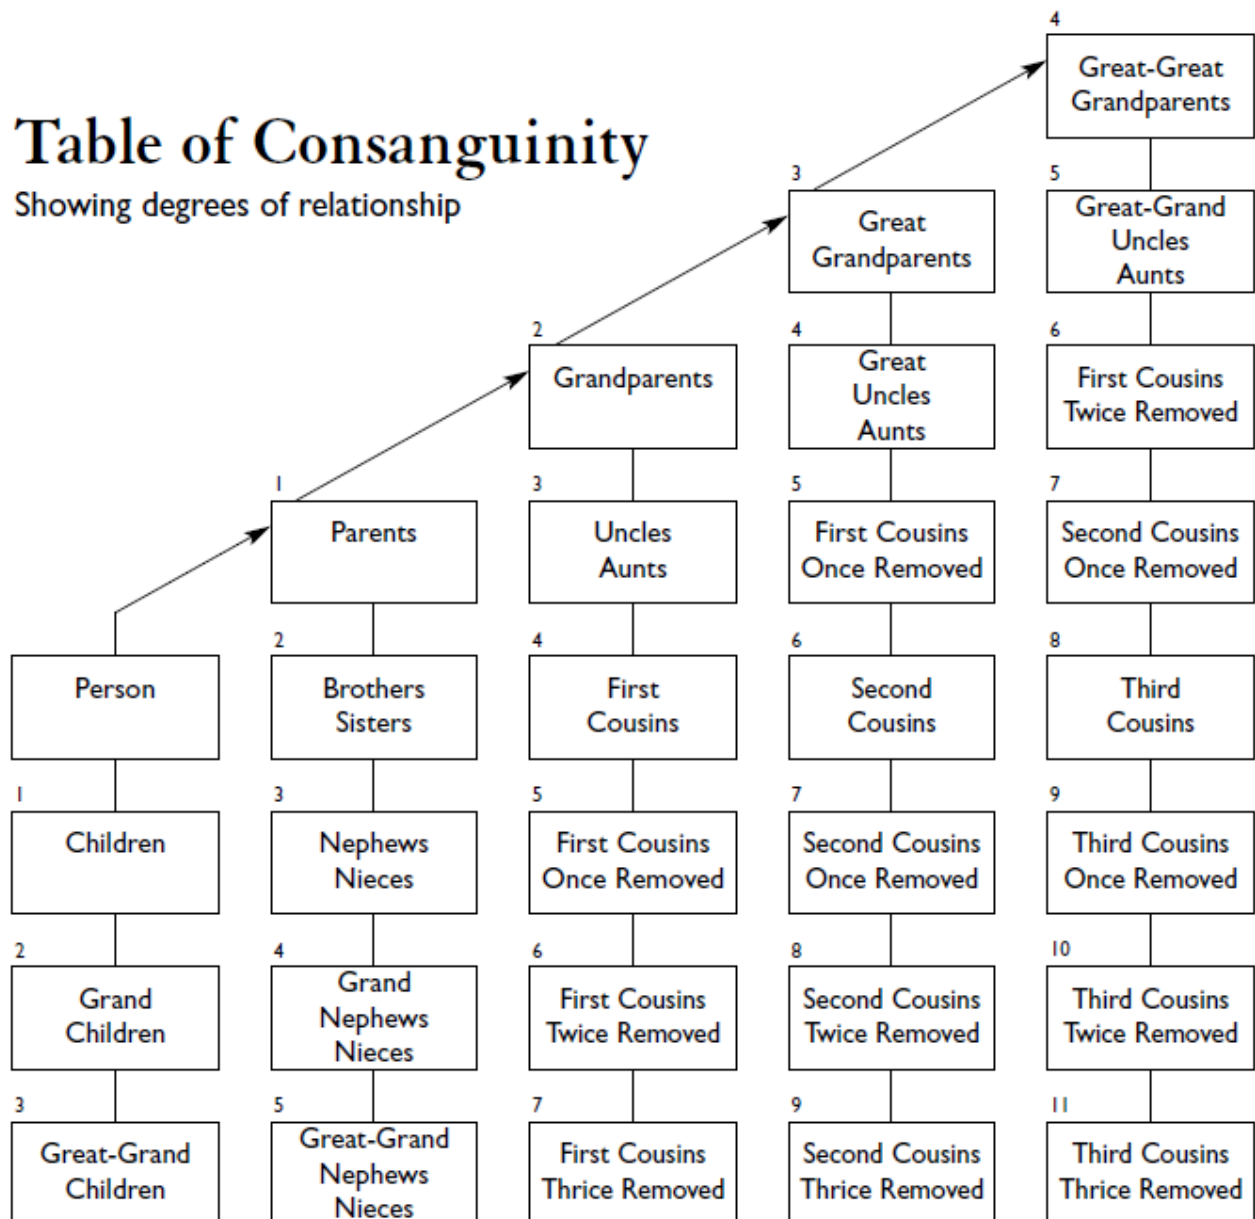 4
Great-Great
Grandparents
Table of Consanguinity
Showing degrees of relationship
3
Great
Grandparents
5
Great-Grand
Uncles
Aunts
2
Grandparents
4
Great
Uncles
Aunts
6
First Cousins
Twice Removed
1
Parents
3
Uncles
Aunts
5
First Cousins
Once Removed
7
Second Cousins
Once Removed
Person
2
Brothers
Sisters
4
First
Cousins
6
Second
Cousins
8
Third
Cousins
1
Children
3
Nephews
Nieces
5
First Cousins
Once Removed
7
Second Cousins
Once Removed
9
Third Cousins
Once Removed
2
Grand
Children
4
Grand
Nephews
Nieces
6
First Cousins
Twice Removed
8
Second Cousins
Twice Removed
10
Third Cousins
Twice Removed
3
Great-Grand
Children
5
Great-Grand
Nephews
Nieces
7
First Cousins
Thrice Removed
9
Second Cousins
Thrice Removed
11
Third Cousins
Thrice Removed